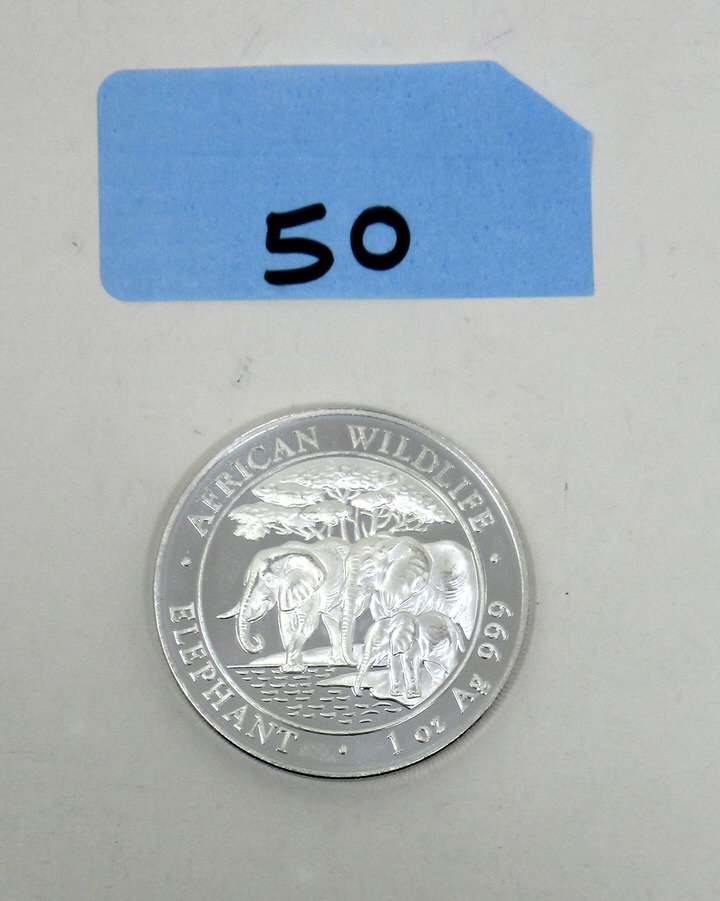 50
AFRICAN WILDLIFE
ELEPHANT
1 oz Ag 999